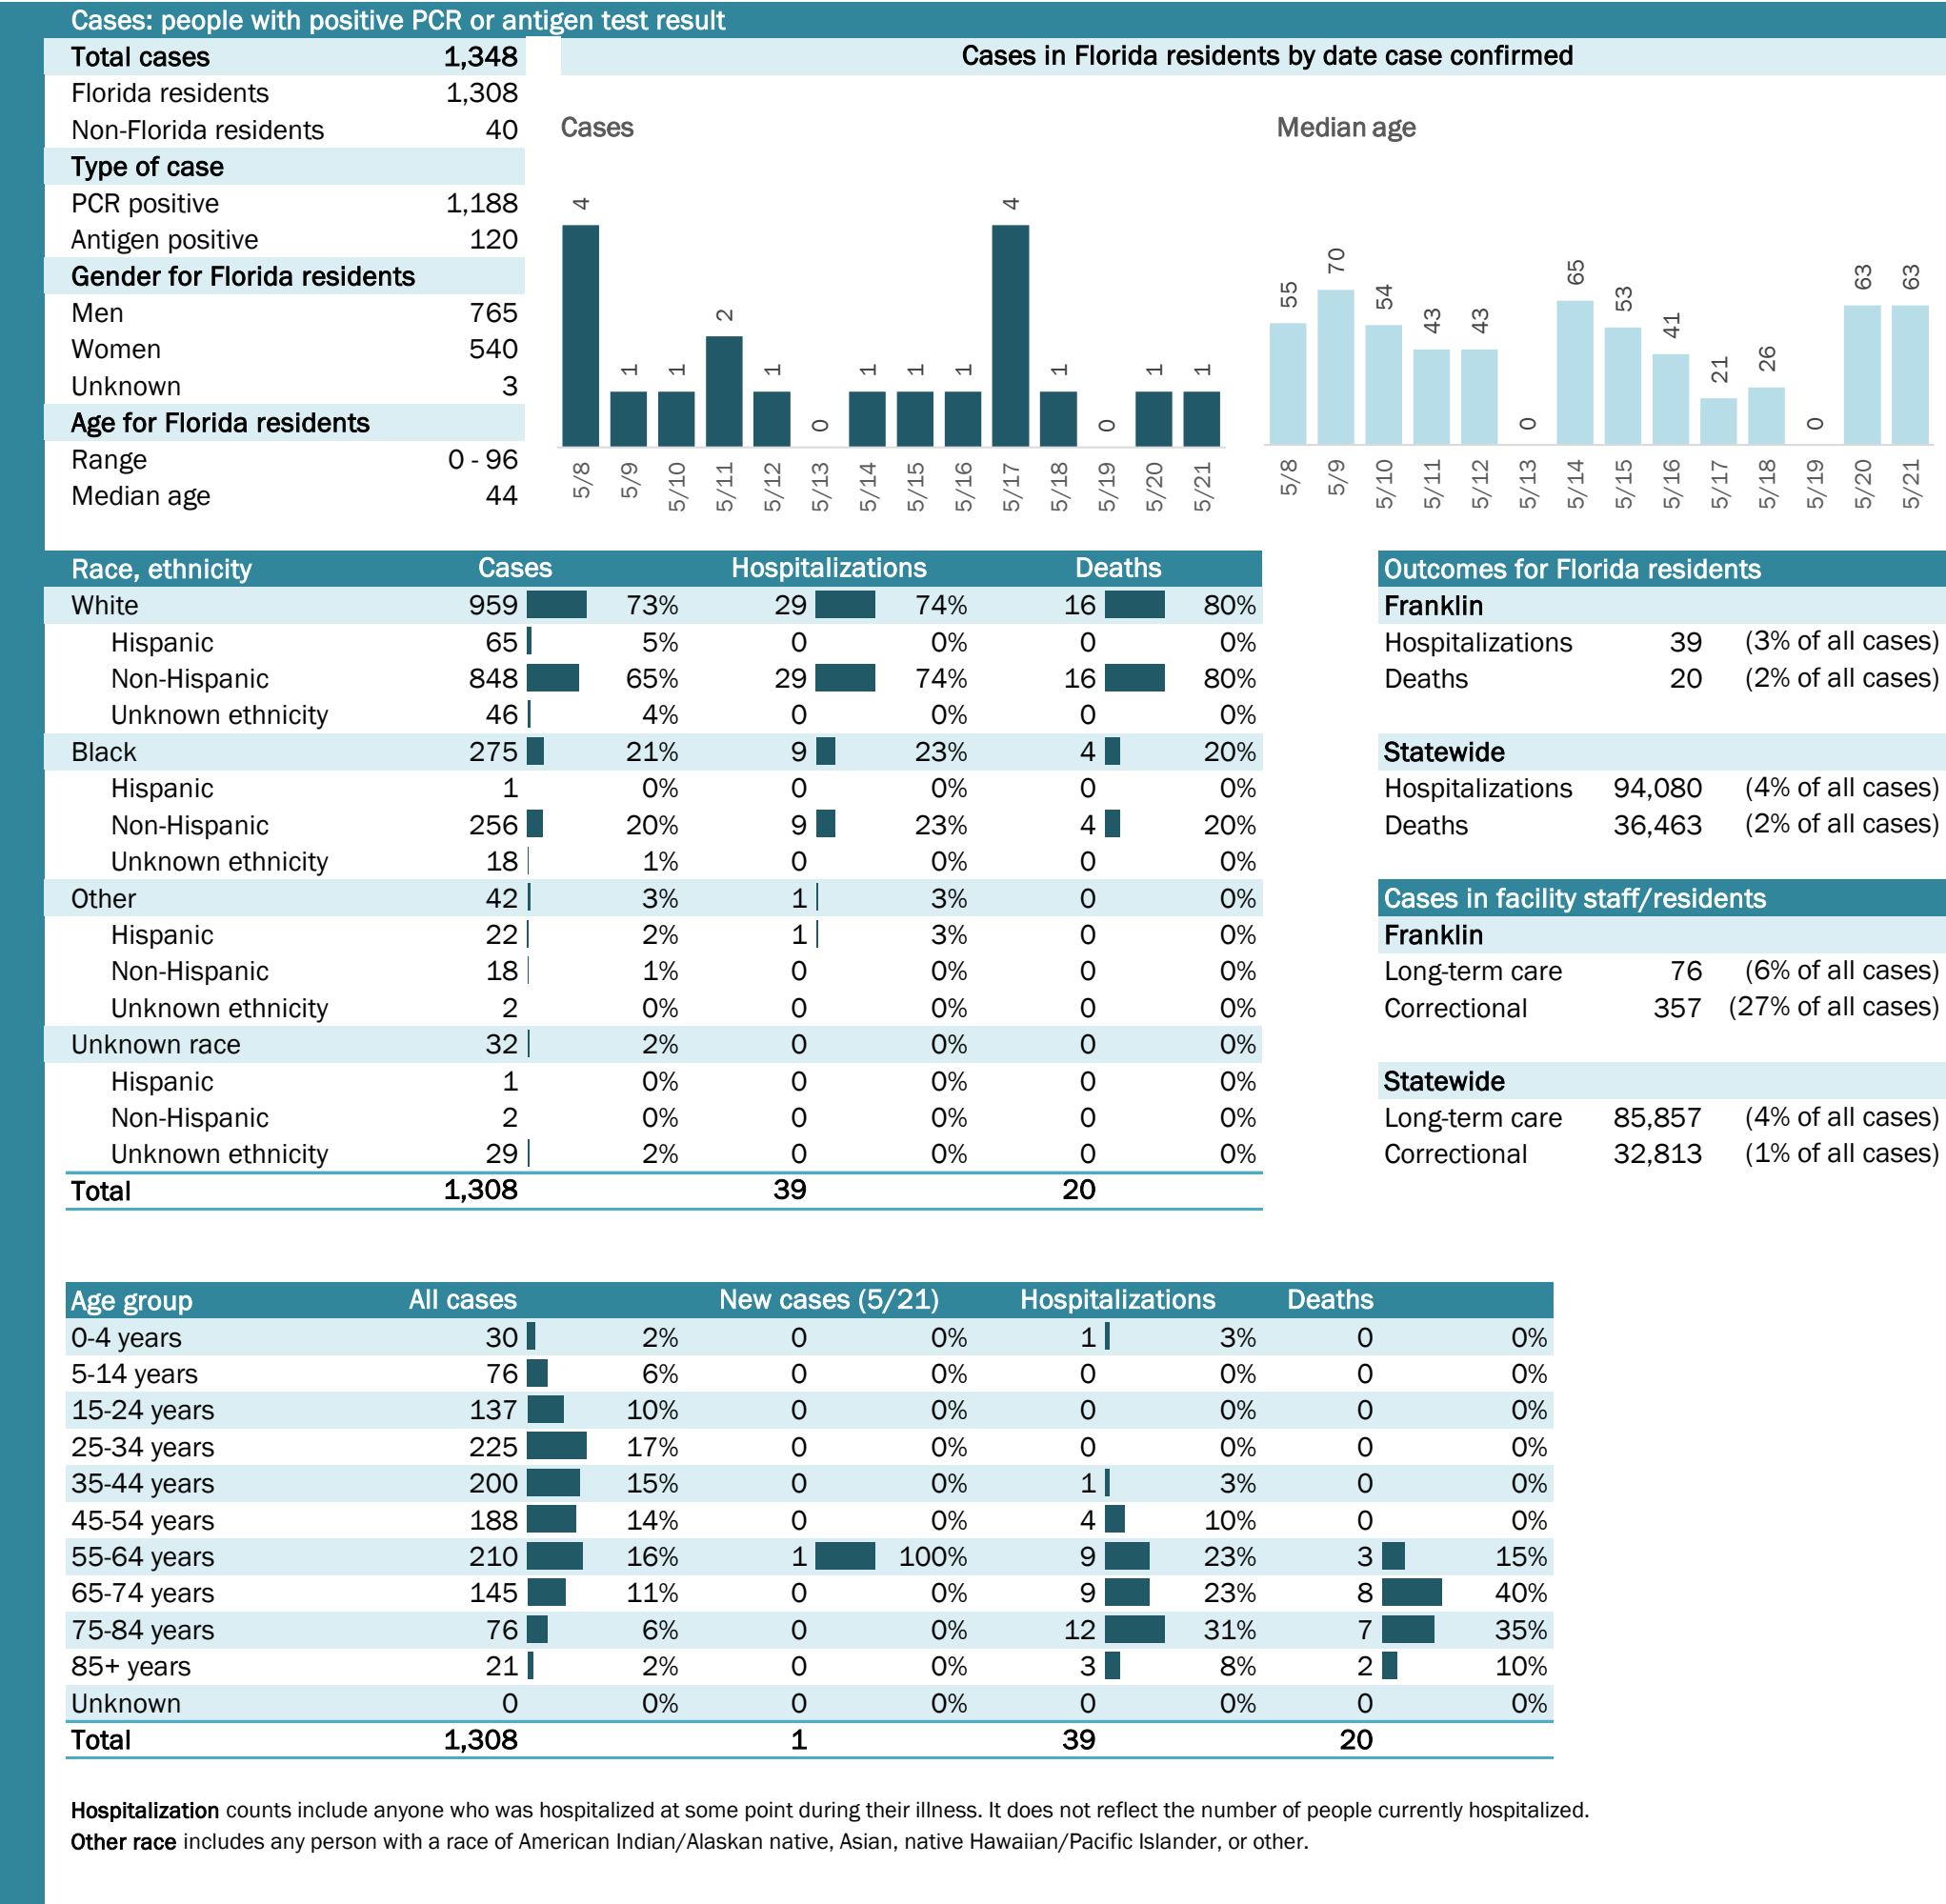 Cases: people with positive PCR or antigen test result
Total cases 1,348
Florida residents 1,308
Non-Florida residents 40
Type of case
PCR positive 1,188
Antigen positive 120
Gender for Florida residents
Men 765
Women 540
Unknown 3
Age for Florida residents
Range 0 - 96
Median age 44
Cases in Florida residents by date case confirmed
Cases
4 1 1 2 1 0 1 1 1 4 1 0 1 1
5/8 5/9 5/10 5/11 5/12 5/13 5/14 5/15 5/16 5/17 5/18 5/19 5/20 5/21
Median age
55 70 54 43 43 0 65 53 41 21 26 0 63 63
5/8 5/9 5/10 5/11 5/12 5/13 5/14 5/15 5/16 5/17 5/18 5/19 5/20 5/21
Race, ethnicity Cases Hospitalizations Deaths
White 959 73% 29 74% 16 80%
Hispanic 65 5% 0 0% 0 0%
Non-Hispanic 848 65% 29 74% 16 80%
Unknown ethnicity 46 4% 0 0% 0 0%
Black 275 21% 9 23% 4 20%
Hispanic 1 0% 0 0% 0 0%
Non-Hispanic 256 20% 9 23% 4 20%
Unknown ethnicity 18 1% 0 0% 0 0%
Other 42 3% 1 3% 0 0%
Hispanic 22 2% 1 3% 0 0%
Non-Hispanic 18 1% 0 0% 0 0%
Unknown ethnicity 2 0% 0 0% 0 0%
Unknown race 32 2% 0 0% 0 0%
Hispanic 1 0% 0 0% 0 0%
Non-Hispanic 2 0% 0 0% 0 0%
Unknown ethnicity 29 2% 0 0% 0 0%
Total 1,308 39 20
Outcomes for Florida residents
Franklin
Hospitalizations 39 (3% of all cases)
Deaths 20 (2% of all cases)
Statewide
Hospitalizations 94,080 (4% of all cases)
Deaths 36,463 (2% of all cases)
Cases in facility staff/residents
Franklin
Long-term care 76 (6% of all cases)
Correctional 357 (27% of all cases)
Statewide
Long-term care 85,857 (4% of all cases)
Correctional 32,813 (1% of all cases)
Age group All cases New cases (5/21) Hospitalizations Deaths
0-4 years 30 2% 0 0% 1 3% 0 0%
5-14 years 76 6% 0 0% 0 0% 0 0%
15-24 years 137 10% 0 0% 0 0% 0 0%
25-34 years 225 17% 0 0% 0 0% 0 0%
35-44 years 200 15% 0 0% 1 3% 0 0%
45-54 years 188 14% 0 0% 4 10% 0 0%
55-64 years 210 16% 1 100% 9 23% 3 15%
65-74 years 145 11% 0 0% 9 23% 8 40%
75-84 years 76 6% 0 0% 12 31% 7 35%
85+ years 21 2% 0 0% 3 8% 2 10%
Unknown 0 0% 0 0% 0 0% 0 0%
Total 1,308 1 39 20
Hospitalization counts include anyone who was hospitalized at some point during their illness. It does not reflect the number of people currently hospitalized.
Other race includes any person with a race of American Indian/Alaskan native, Asian, native Hawaiian/Pacific Islander, or other.